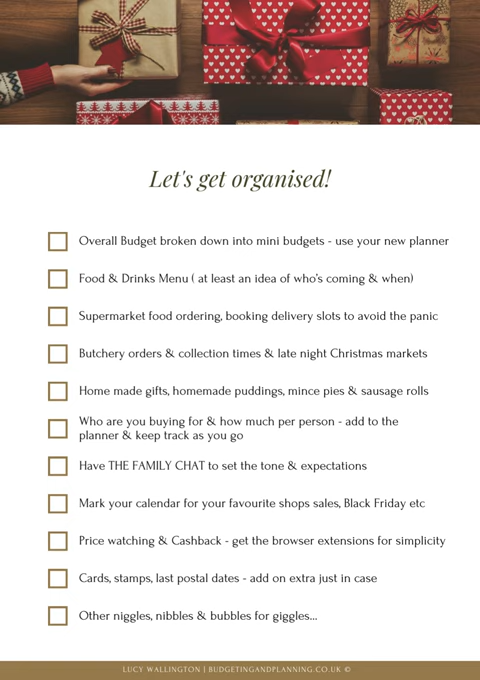 Let's get organised!
Overall Budget broken down into mini budgets - use your new planner
Food & Drinks Menu ( at least an idea of who's coming & when)
Supermarket food ordering, booking delivery slots to avoid the panic
Butchery orders & collection times & late night Christmas markets
Home made gifts, homemade puddings, mince pies & sausage rolls
Who are you buying for & how much per person - add to the
planner & keep track as you go
Have THE FAMILY CHAT to set the tone & expectations
Mark your calendar for your favourite shops sales, Black Friday etc
Price watching & Cashback - get the browser extensions for simplicity
Cards, stamps, last postal dates - add on extra just in case
Other niggles, nibbles & bubbles for giggles...
LUCY WALLINGTON | BUDGETINGANDPLANNING.CO.UK ©